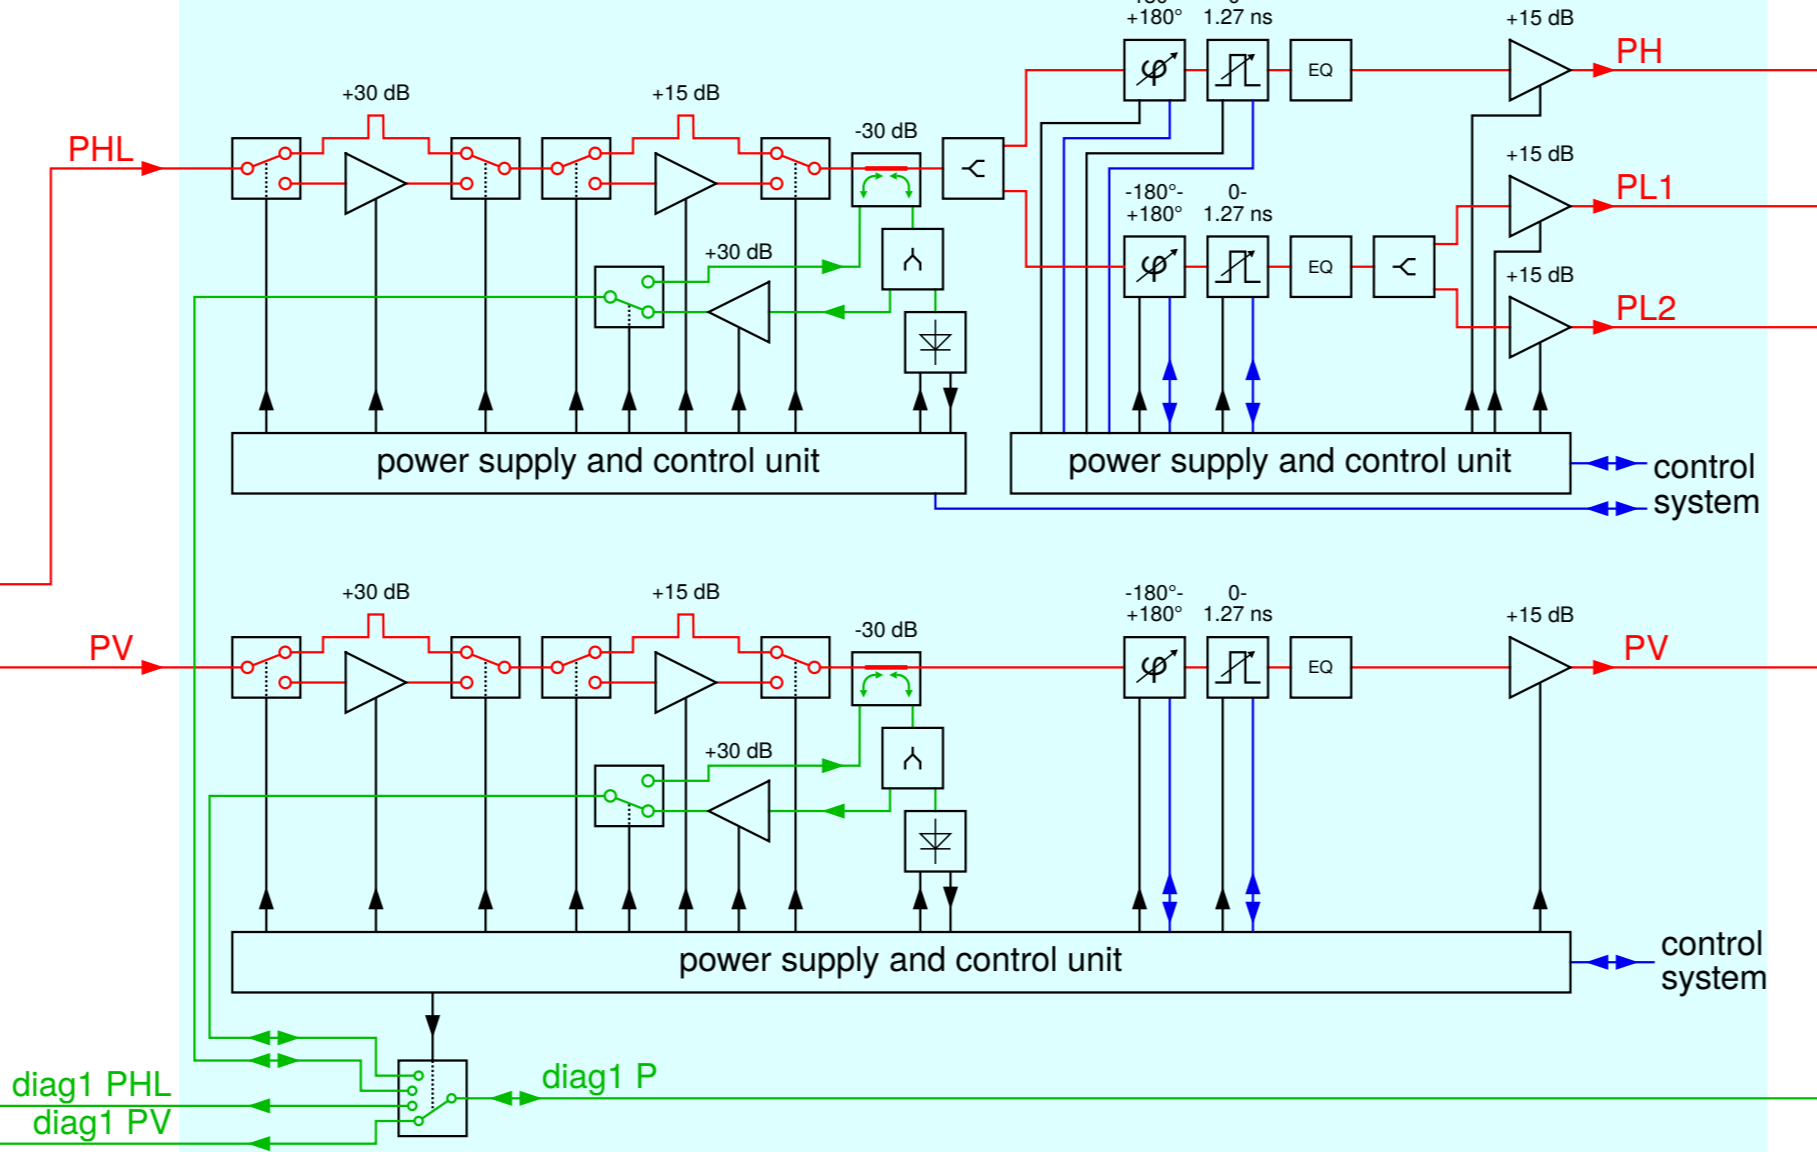 +180°
1.27 ns
+15 dB
PH
+30 dB
+15 dB
-30 dB
PHL
φ
EQ
+15 dB
PL1
-180°-
+180°
0-
1.27 ns
+30 dB
φ
EQ
+15 dB
PL2
power supply and control unit
power supply and control unit
control
system
+30 dB
+15 dB
-30 dB
-180°-
+180°
0-
1.27 ns
+15 dB
PV
PV
φ
EQ
+30 dB
power supply and control unit
control
system
diag1 PHL
diag1 P
diag1 PV